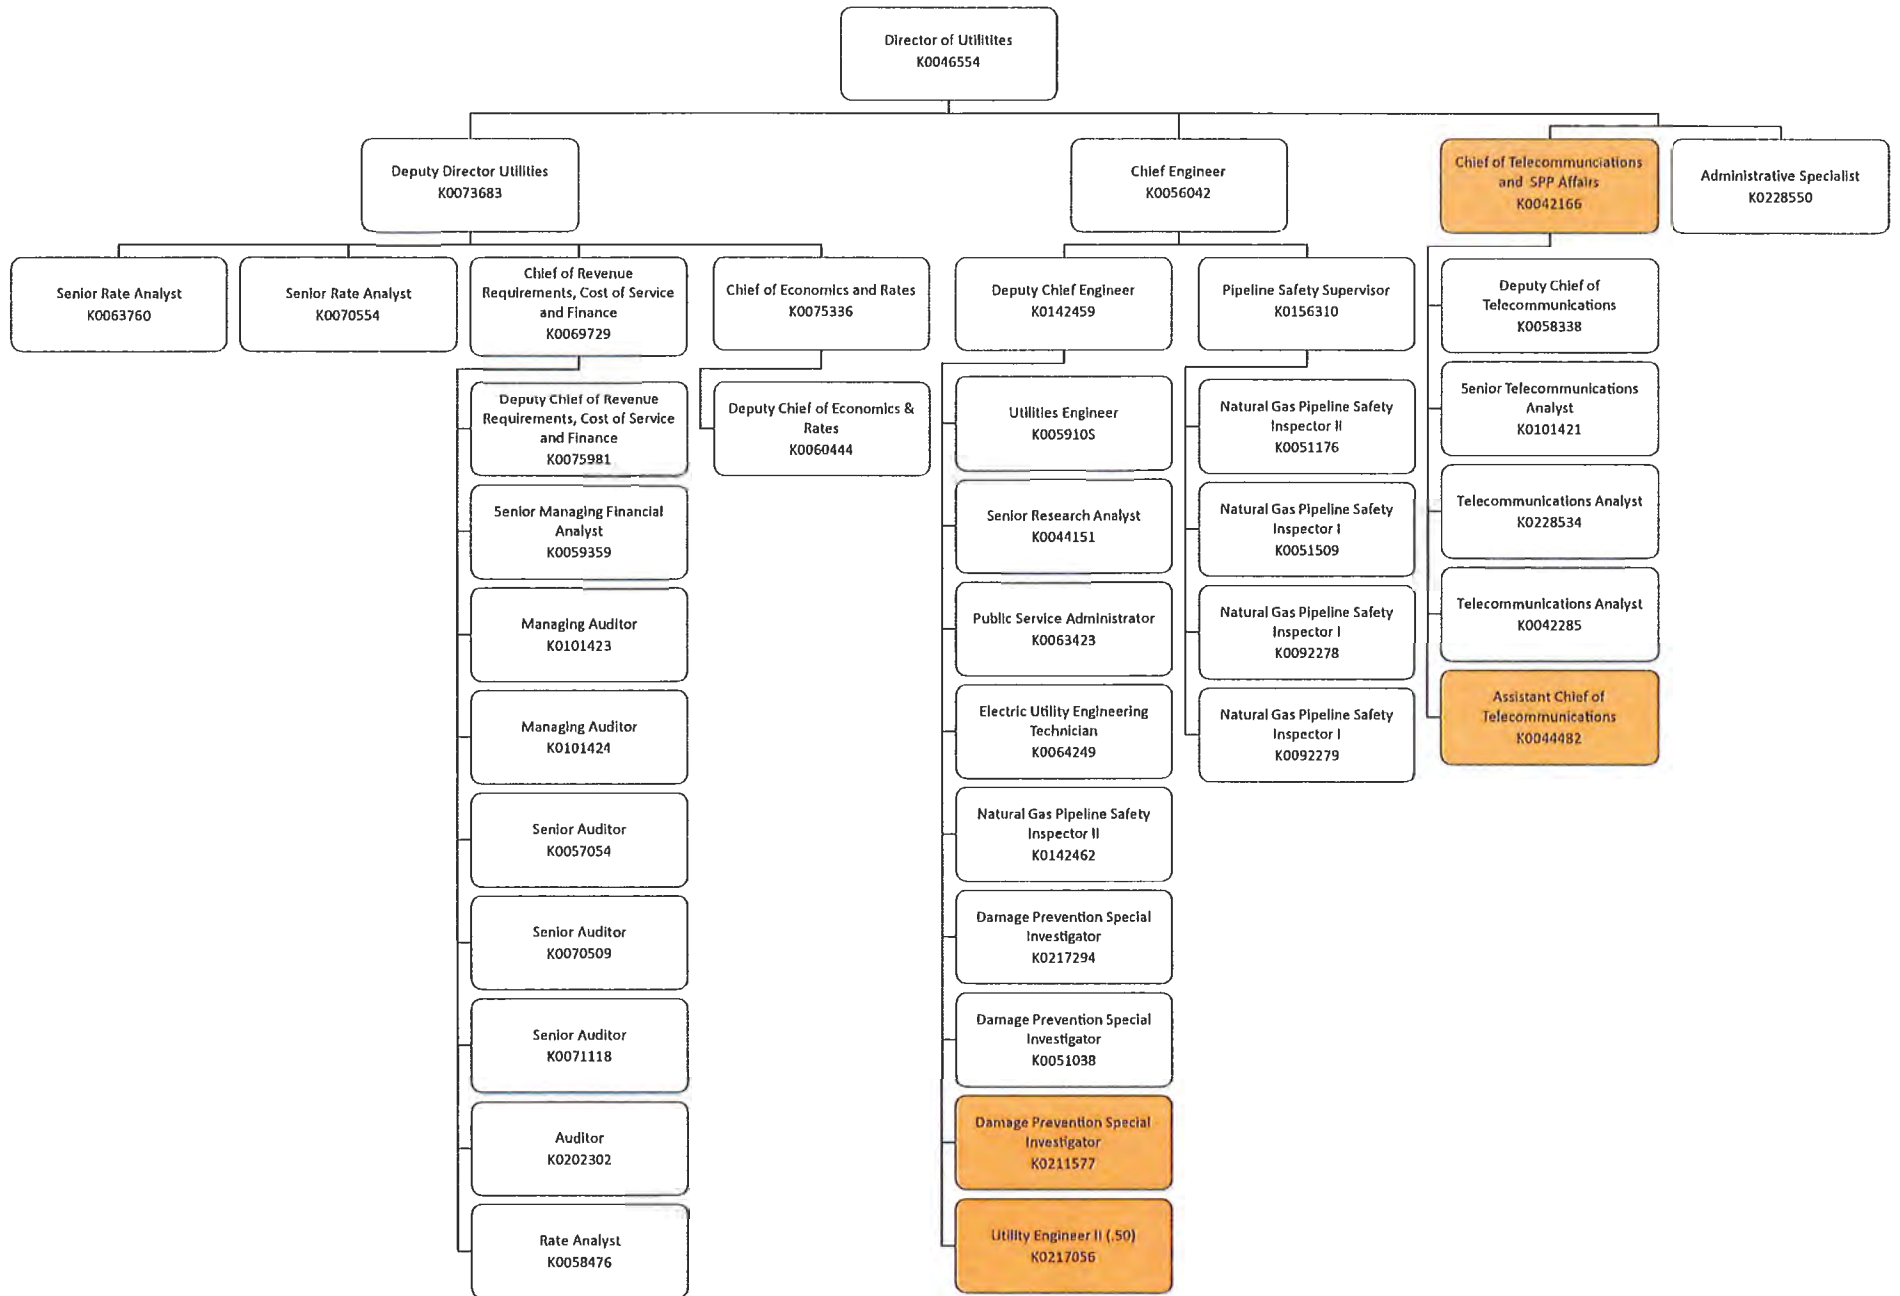 Director of Utilitites
K0046554
Deputy Director Utilities
K0073683
Chief Engineer
K0056042
Chief of Telecommunciations
and SPP Affairs
K0042166
Administrative Specialist
K0228550
Senior Rate Analyst
K0063760
Senior Rate Analyst
K0070554
Chief of Revenue
Requirements, Cost of Service
and Finance
K0069729
Chief of Economics and Rates
K0075336
Deputy Chief Engineer
K0142459
Pipeline Safety Supervisor
K0156310
Deputy Chief of
Telecommunications
K0058338
Deputy Chief of Revenue
Requirements, Cost of Service
and Finance
K0075981
Deputy Chief of Economics &
Rates
K0060444
Utilities Engineer
K005910S
Natural Gas Pipeline Safety
Inspector II
K0051176
Senior Telecommunications
Analyst
K0101421
Senior Managing Financial
Analyst
K0059359
Senior Research Analyst
K0044151
Natural Gas Pipeline Safety
Inspector I
K0051509
Telecommunications Analyst
K0228534
Managing Auditor
K0101423
Public Service Administrator
K0063423
Natural Gas Pipeline Safety
Inspector I
K0092278
Telecommunications Analyst
K0042285
Managing Auditor
K0101424
Electric Utility Engineering
Technician
K0064249
Natural Gas Pipeline Safety
Inspector I
K0092279
Assistant Chief of
Telecommunications
K0044482
Senior Auditor
K0057054
Natural Gas Pipeline Safety
Inspector II
K0142462
Senior Auditor
K0070509
Damage Prevention Special
Investigator
K0217294
Senior Auditor
K0071118
Damage Prevention Special
Investigator
K0051038
Auditor
K0202302
Damage Prevention Special
Investigator
K0211577
Rate Analyst
K0058476
Utility Engineer II (.50)
K0217056